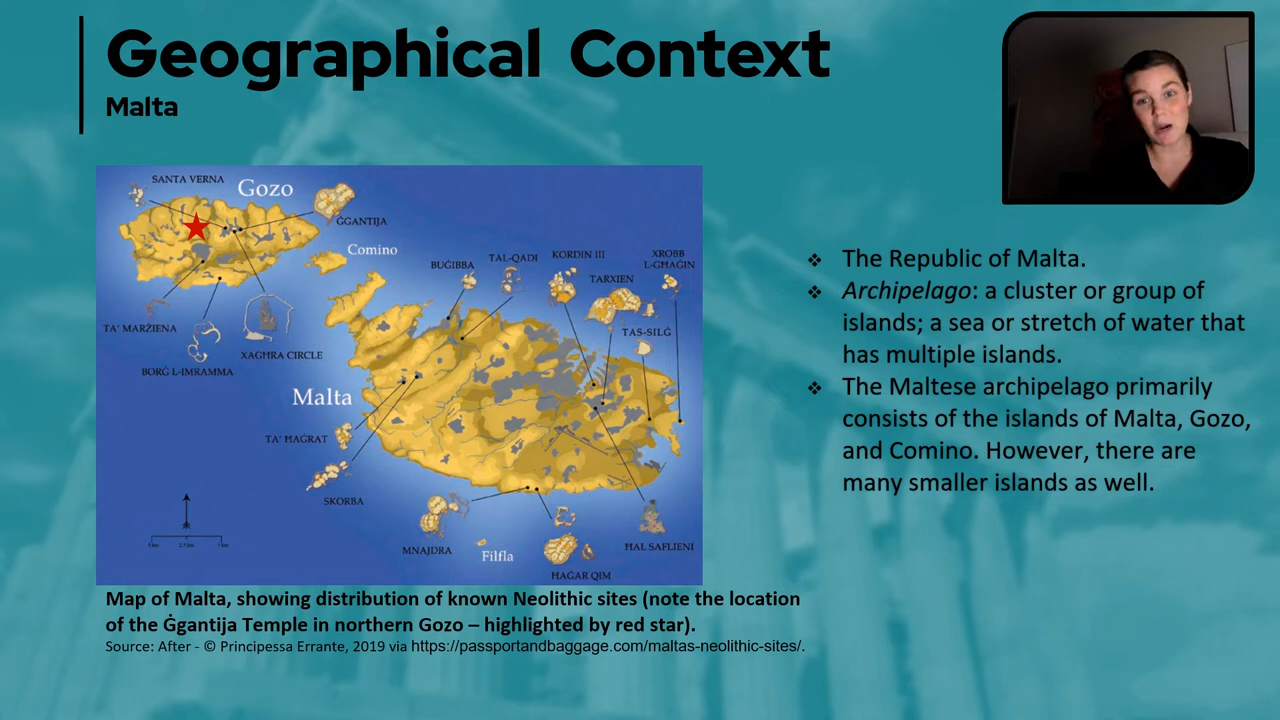 Geographical Context
Malta
SANTA VERNA
Gozo
ĠGANTIJA
Comino
BUĠIBBA
TAL-QADI
KORDIN III
XROBB
L-GĦAĠIN
TARXIEN
TAS-SILĠ
TA' MARŻIENA
XAGĦRA CIRCLE
BORĠ L-IMRAMMA
Malta
TA' ĦAĠRAT
SKORBA
MNAJDRA
Filfla
ĦAĠAR QIM
ĦAL SAFLIENI
Map of Malta, showing distribution of known Neolithic sites (note the location
of the Ġgantija Temple in northern Gozo – highlighted by red star).
Source: After - © Principessa Errante, 2019 via https://passportandbaggage.com/maltas-neolithic-sites/.
❖ The Republic of Malta.
❖ Archipelago: a cluster or group of
islands; a sea or stretch of water that
has multiple islands.
❖ The Maltese archipelago primarily
consists of the islands of Malta, Gozo,
and Comino. However, there are
many smaller islands as well.